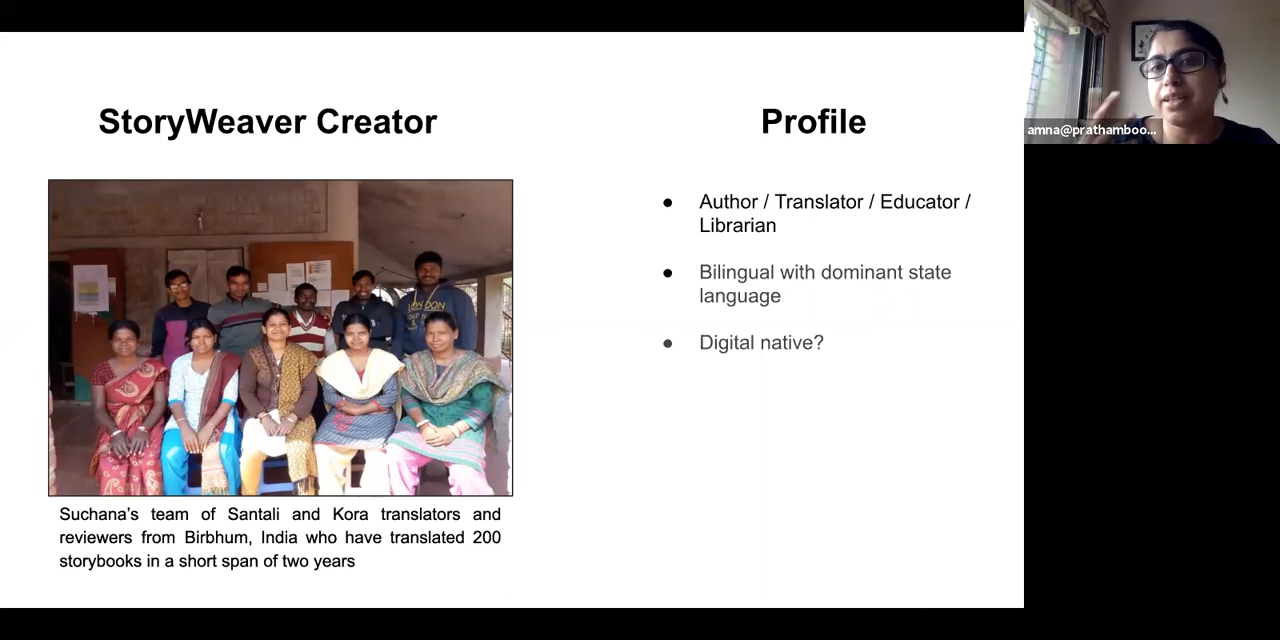 StoryWeaver Creator
Profile
● Author / Translator / Educator /
Librarian
● Bilingual with dominant state
language
● Digital native?
LONDON
Suchana's team of Santali and Kora translators and
reviewers from Birbhum, India who have translated 200
storybooks in a short span of two years
amna@prathamboo...